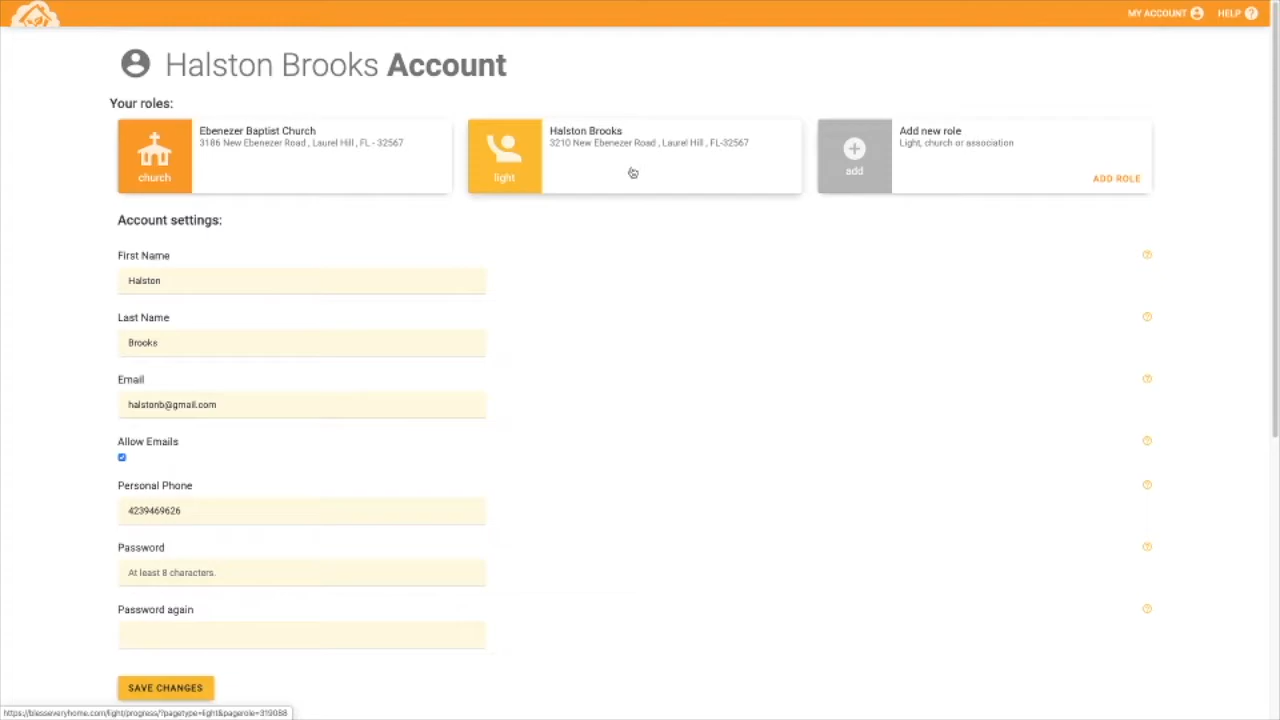 MY ACCOUNT
HELP
Halston Brooks Account
Your roles:
church
Ebenezer Baptist Church
3186 New Ebenezer Road , Laurel Hill , FL - 32567
light
Halston Brooks
3210 New Ebenezer Road , Laurel Hill , FL-32567
add
Add new role
Light, church or association
ADD ROLE
Account settings:
First Name
Halston
Last Name
Brooks
Email
halstonb@gmail.com
Allow Emails
Personal Phone
4239469626
Password
At least 8 characters.
Password again
SAVE CHANGES
https://blesseveryhome.com/light/progress/?pagetype=light&pagerole=319088